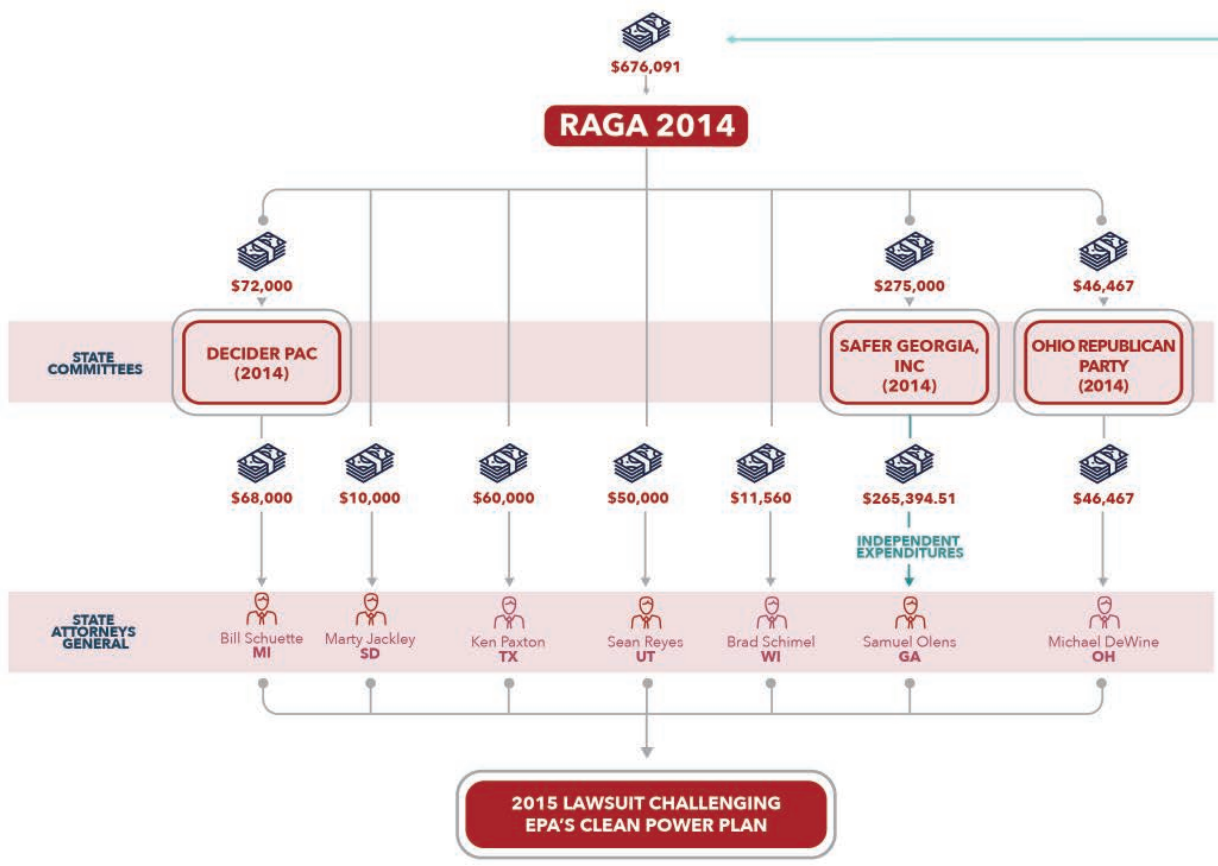 $676,091
RAGA 2014
$72,000
$275,000
$46,467
STATE
COMMITTEES
DECIDER PAC
(2014)
SAFER GEORGIA,
INC
(2014)
OHIO REPUBLICAN
PARTY
(2014)
$68,000
$10,000
$60,000
$50,000
$11,560
$265,394.51
$46,467
INDEPENDENT
EXPENDITURES
STATE
ATTORNEYS
GENERAL
Bill Schuette
MI
Marty Jackley
SD
Ken Paxton
TX
Sean Reyes
UT
Brad Schimel
WI
Samuel Olens
GA
Michael DeWine
OH
2015 LAWSUIT CHALLENGING
EPA'S CLEAN POWER PLAN